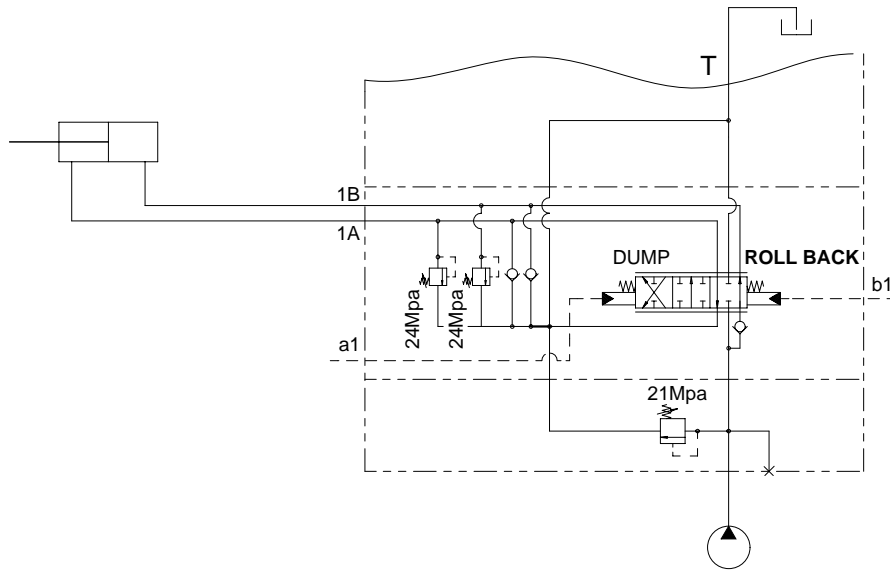 T
1B
1A
DUMP
ROLL BACK
b1
24Mpa
24Mpa
a1
21Mpa